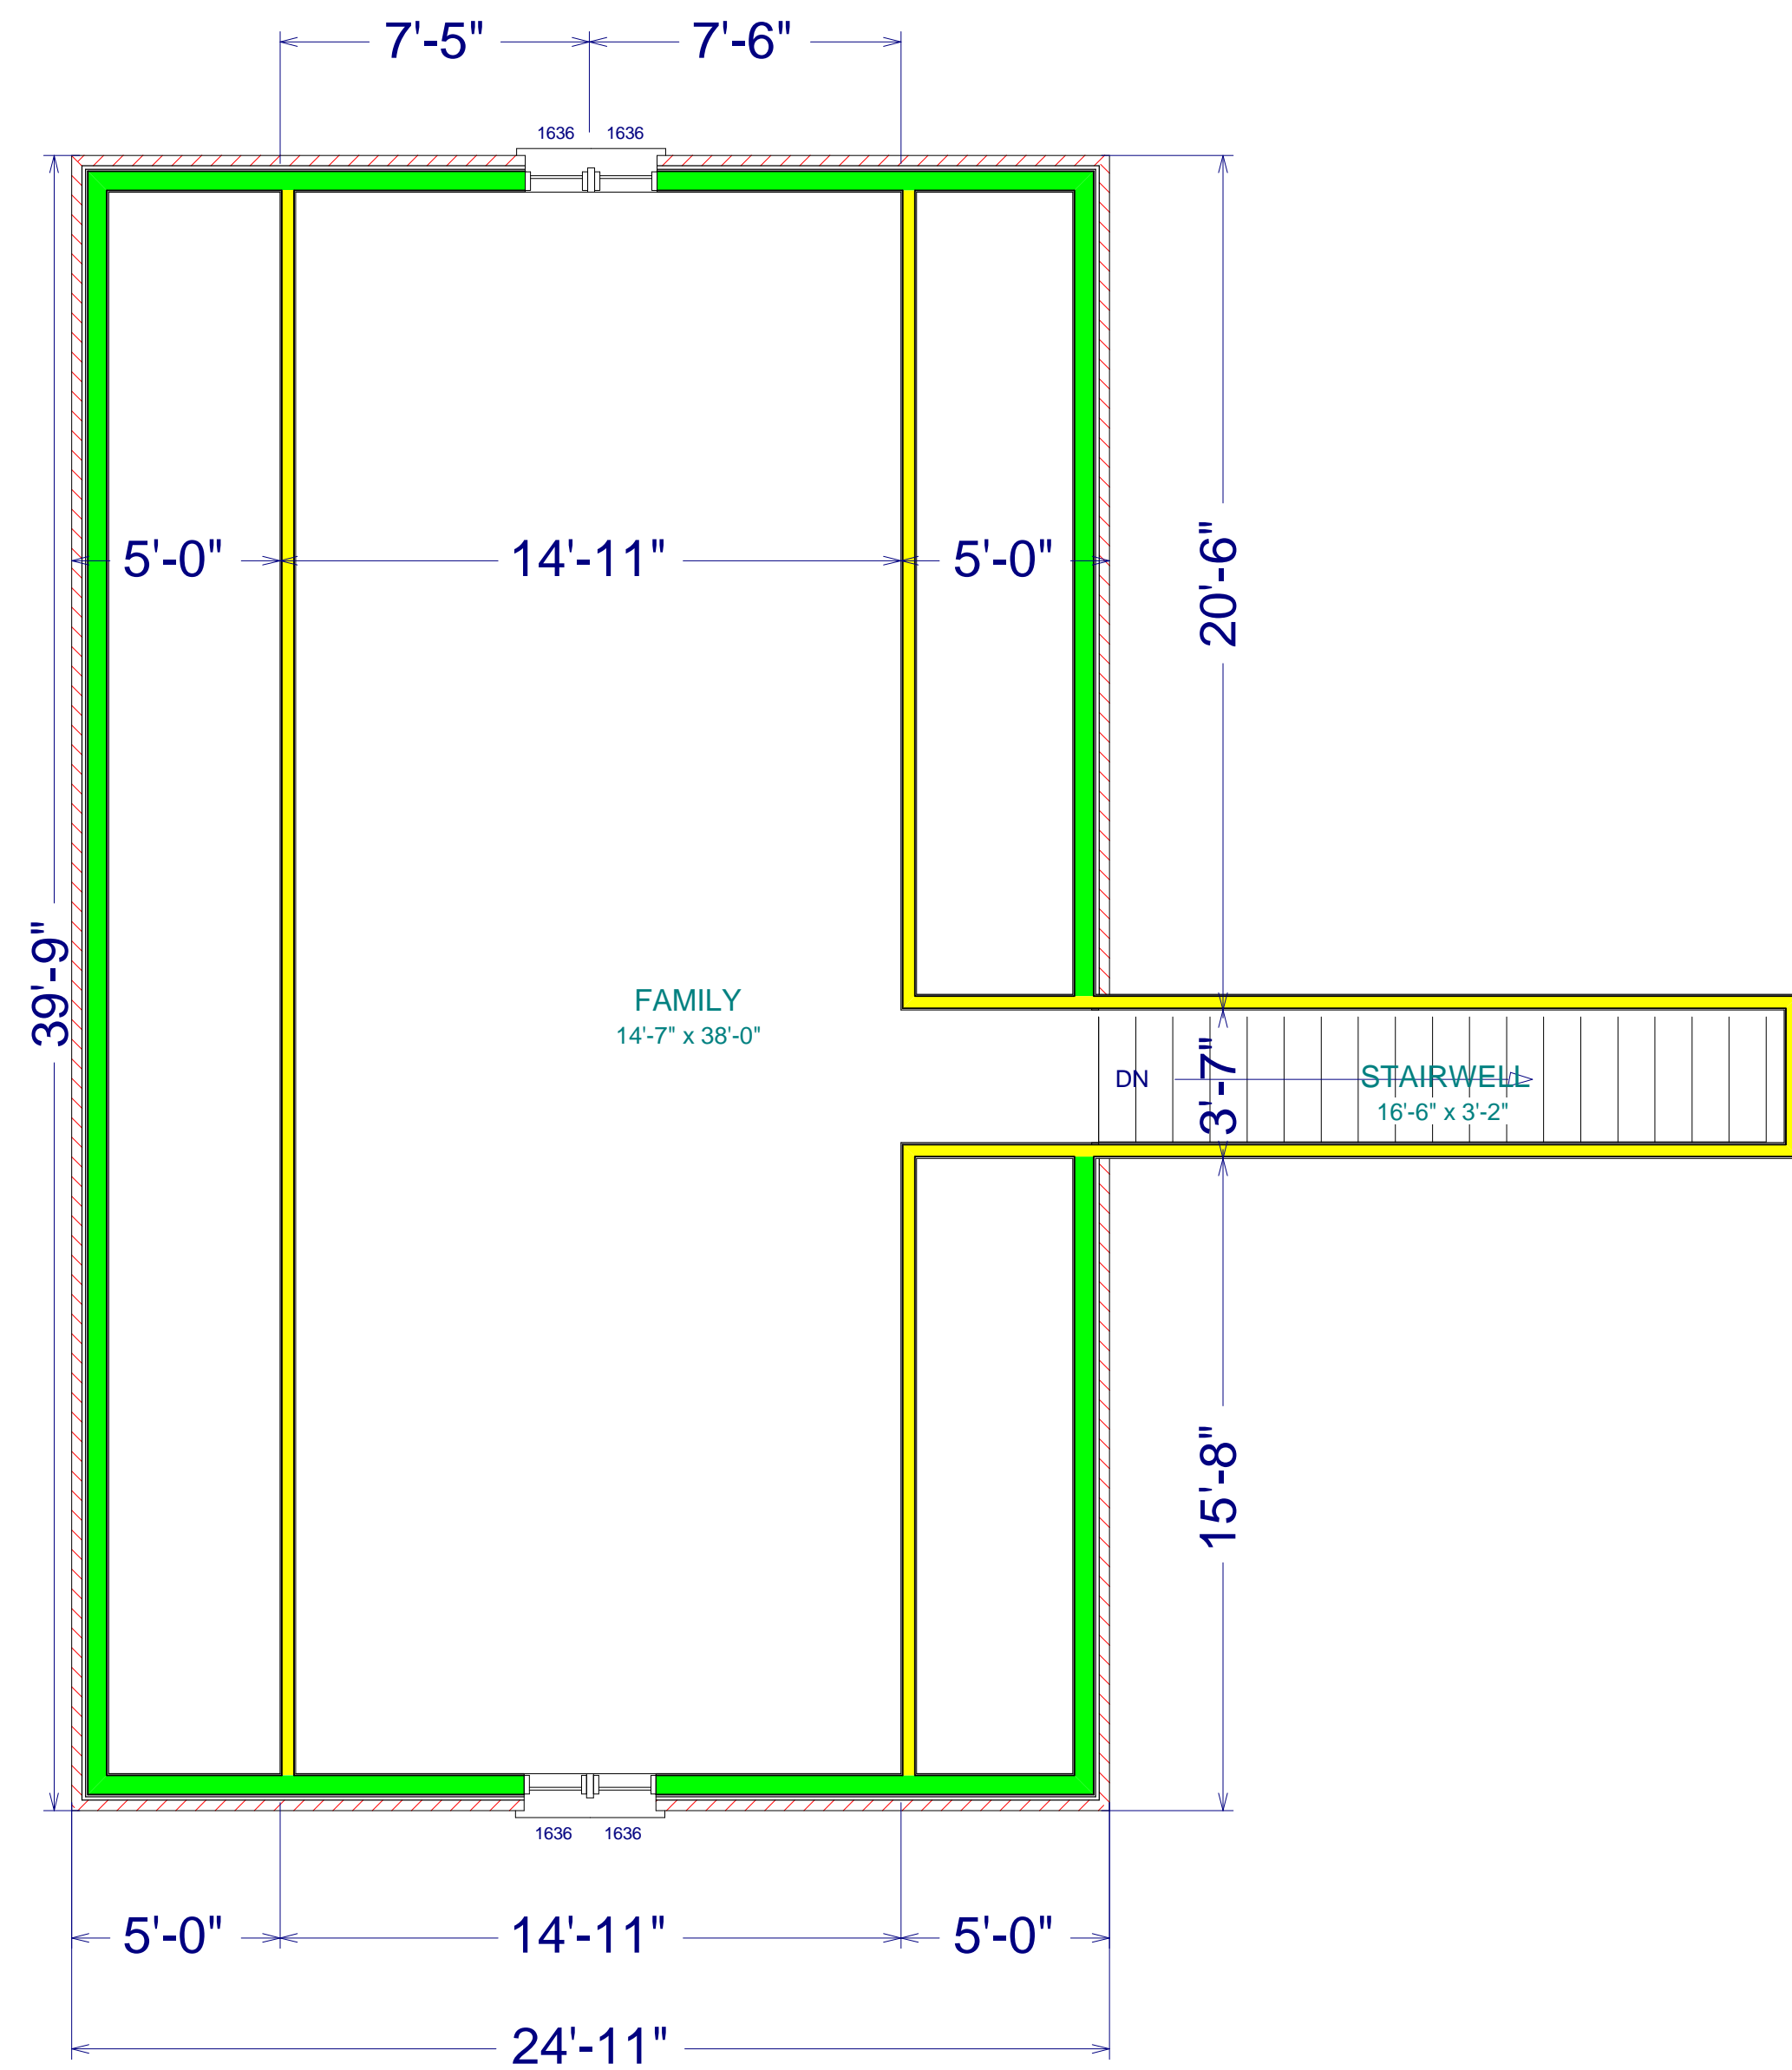 7'-5" 7'-6"
1636 1636
5'-0" 14'-11" 5'-0"
20'-6"
39'-9"
FAMILY
14'-7" x 38'-0"
DN
3'-7"
STAIRWELL
16'-6" x 3'-2"
15'-8"
1636 1636
5'-0" 14'-11" 5'-0"
24'-11"